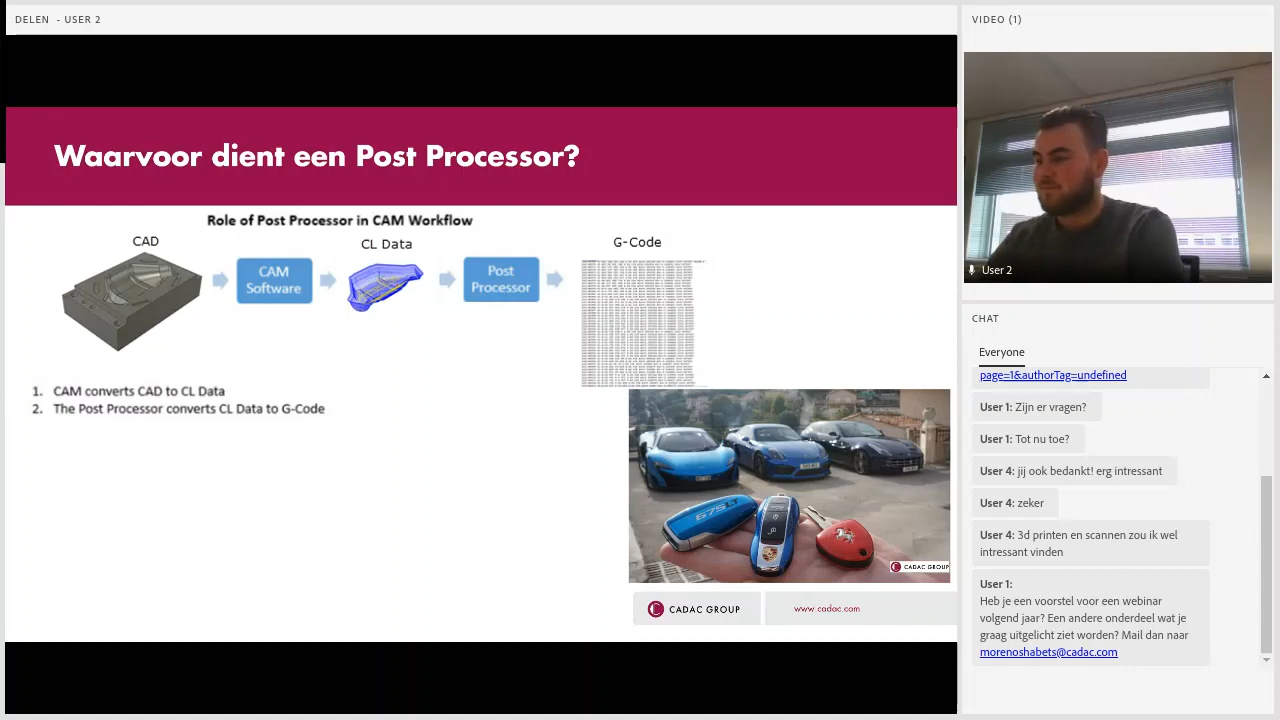 DELEN - USER 2
Waarvoor dient een Post Processor?
Role of Post Processor in CAM Workflow
CAD
CAM
Software
CL Data
Post
Processor
G-Code
1. CAM converts CAD to CL Data
2. The Post Processor converts CL Data to G-Code
675LT
CADAC GROUP
CADAC GROUP
www.cadac.com
VIDEO (1)
User 2
CHAT
Everyone
page=1&authorTag=undefined
User 1: Zijn er vragen?
User 1: Tot nu toe?
User 4: jij ook bedankt! erg intressant
User 4: zeker
User 4: 3d printen en scannen zou ik wel
intressant vinden
User 1:
Heb je een voorstel voor een webinar
volgend jaar? Een andere onderdeel wat je
graag uitgelicht ziet worden? Mail dan naar
morenoshabets@cadac.com